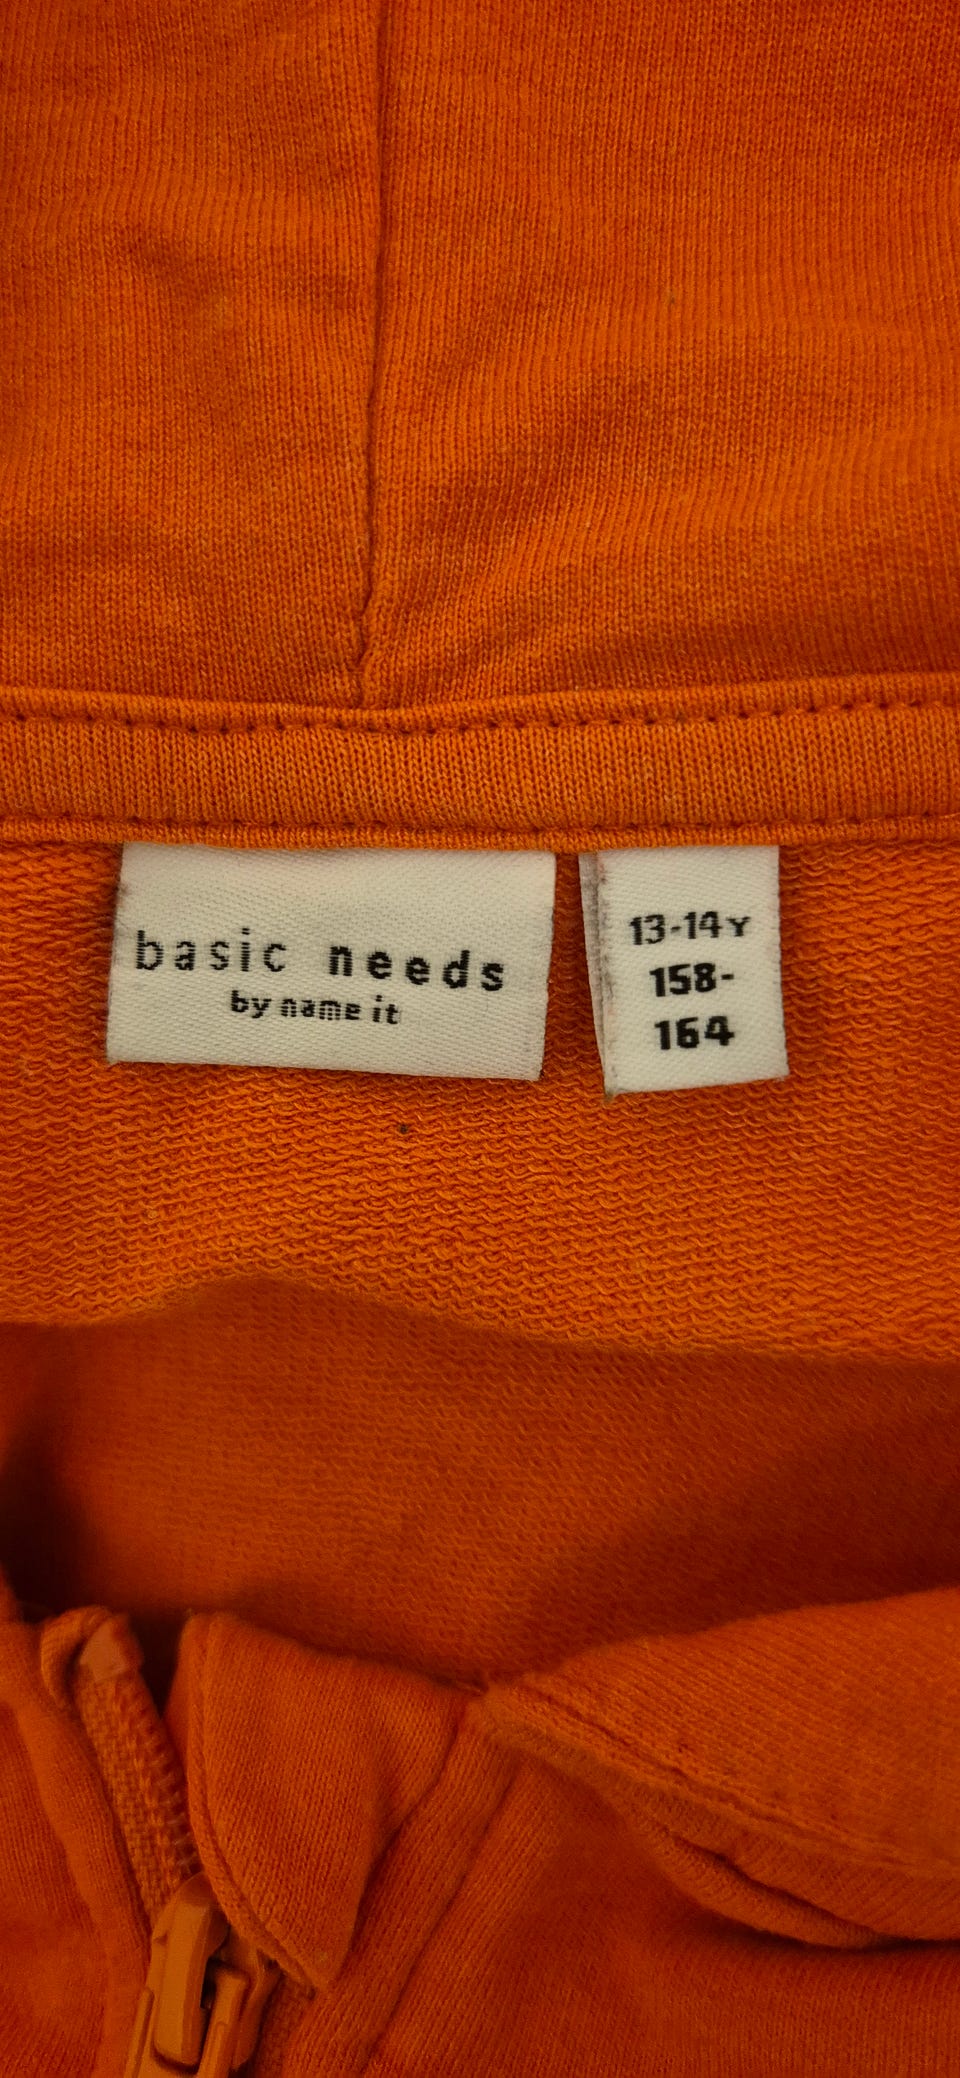 basic needs
by name it
13-14Y
158-
164